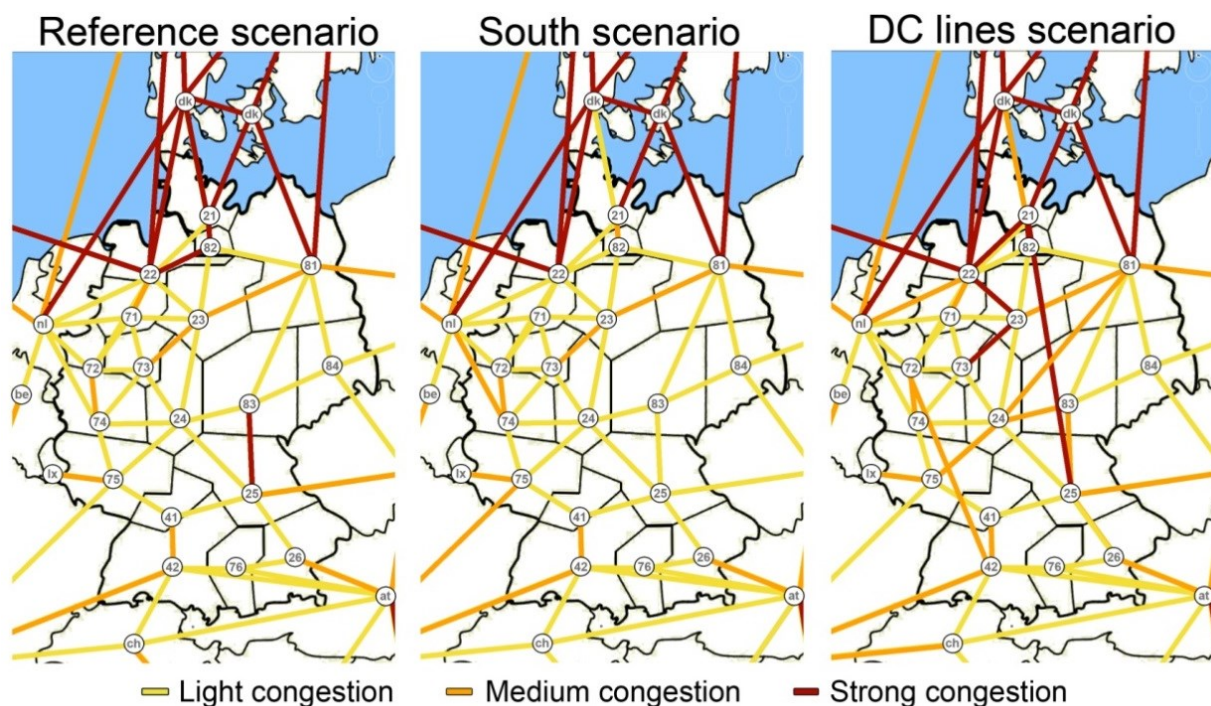 Reference scenario South scenario DC lines scenario
dk dk dk dk dk dk
21 21 21
82 82 82
22 81 22 81 22 81
nl 71 23 nl 71 23 nl 71 23
72 73 84 72 73 84 72 73 84
be 83 83 be 83
74 24 74 24 74 24
lx 75 lx 75 lx 75
25 25 25
41 41 41
42 76 26 42 76 26 42 76 26
at at at
ch ch ch
Light congestion Medium congestion Strong congestion